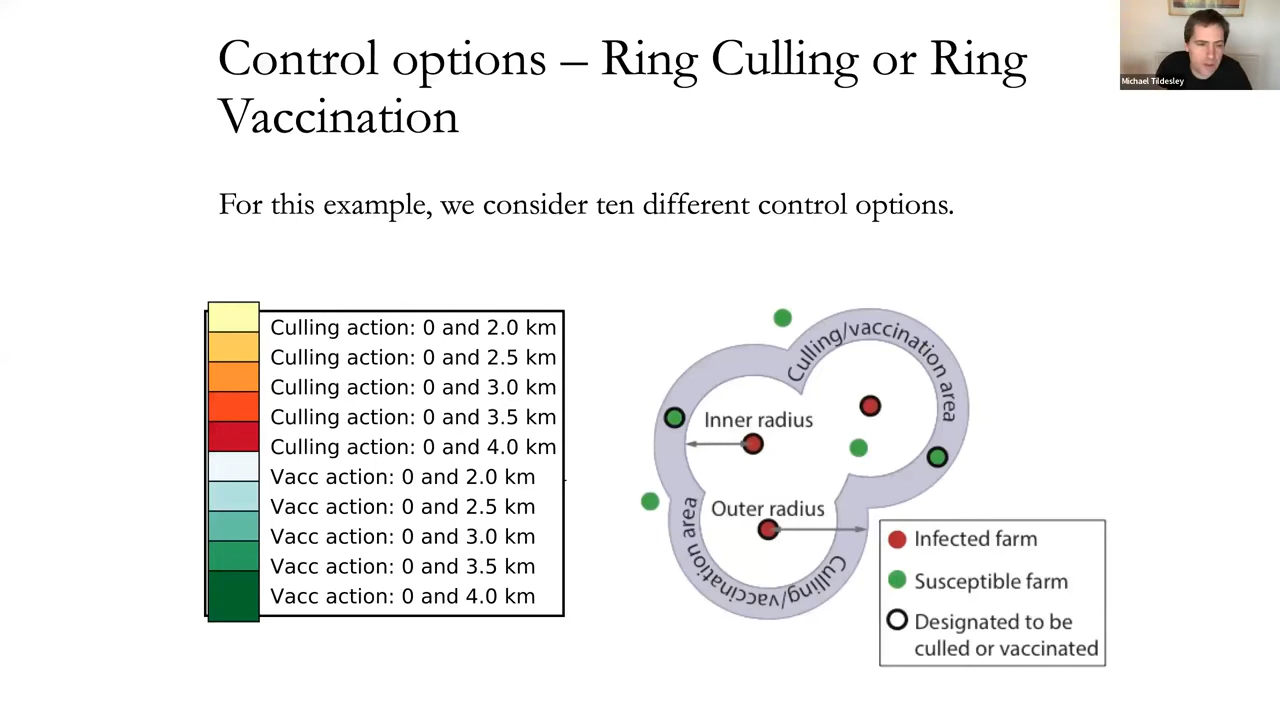 Control options – Ring Culling or Ring
Vaccination
Michael Tildesley
For this example, we consider ten different control options.
Culling action: 0 and 2.0 km
Culling action: 0 and 2.5 km
Culling action: 0 and 3.0 km
Culling action: 0 and 3.5 km
Culling action: 0 and 4.0 km
Vacc action: 0 and 2.0 km
Vacc action: 0 and 2.5 km
Vacc action: 0 and 3.0 km
Vacc action: 0 and 3.5 km
Vacc action: 0 and 4.0 km
Culling/vaccination area
Inner radius
Outer radius
Culling/vaccination area
Infected farm
Susceptible farm
Designated to be
culled or vaccinated